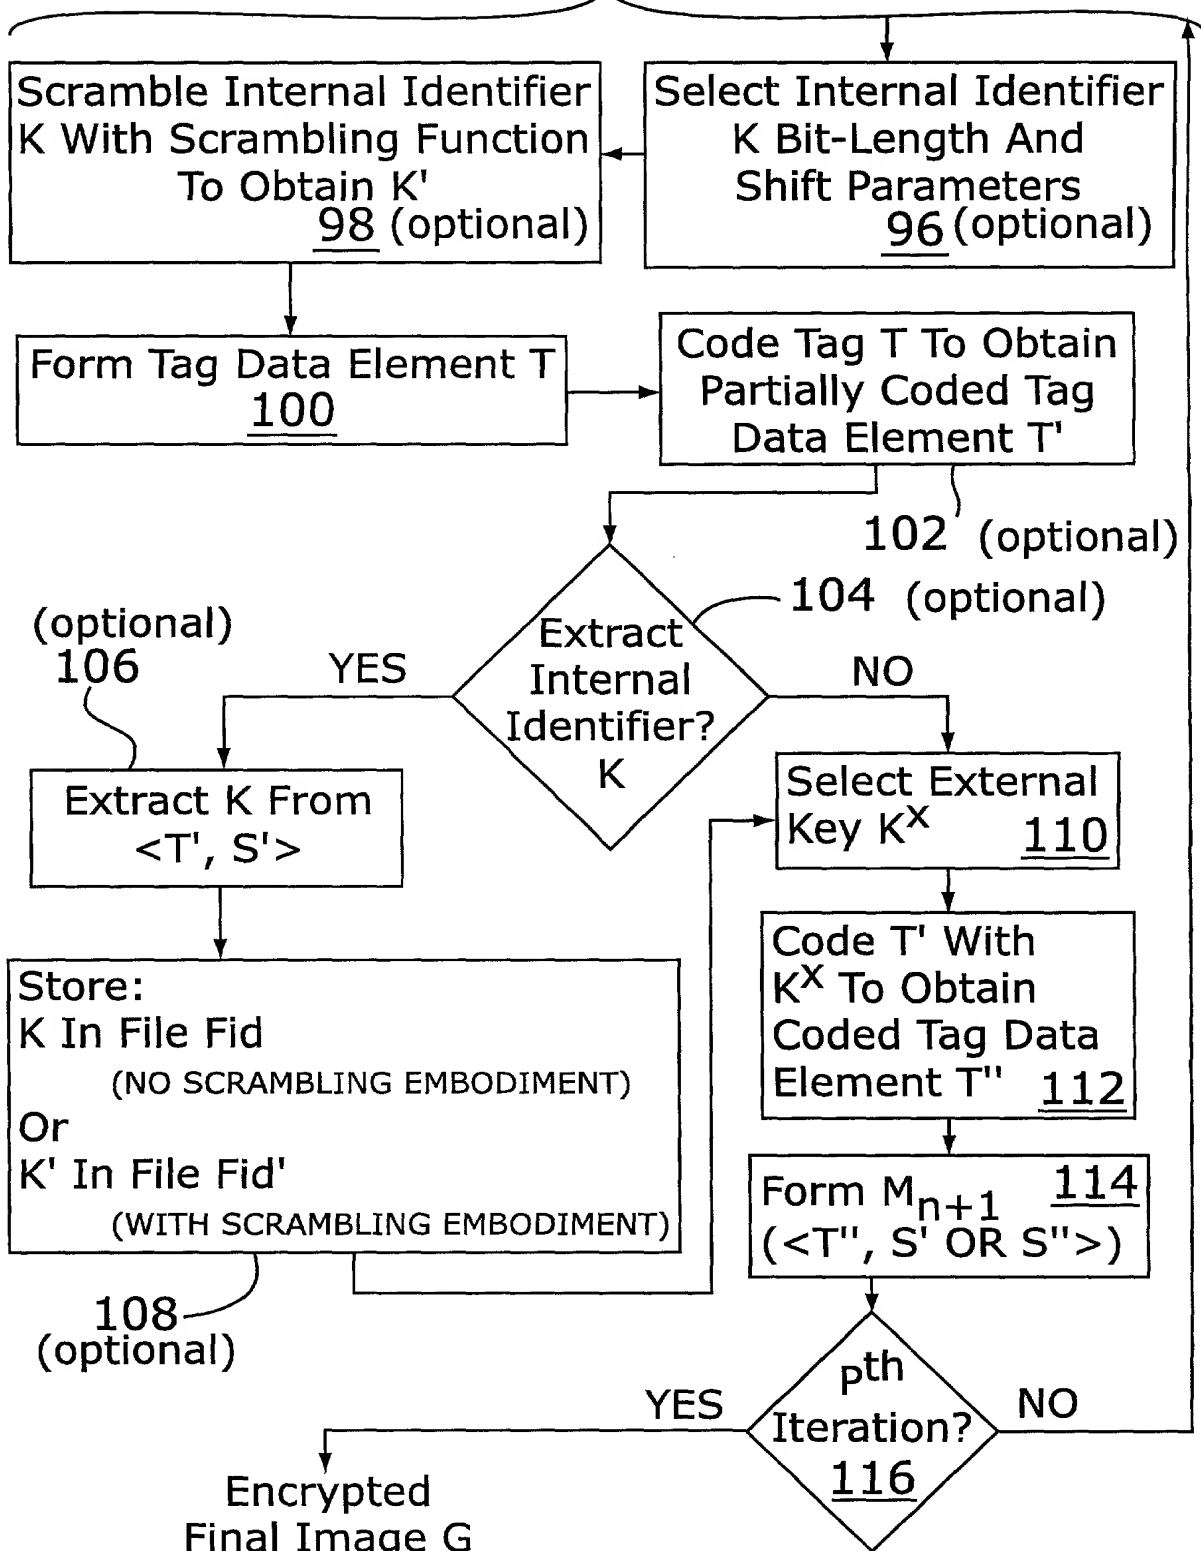 Scramble Internal Identifier
K With Scrambling Function
To Obtain K'
98 (optional)
Select Internal Identifier
K Bit-Length And
Shift Parameters
96 (optional)
Form Tag Data Element T
100
Code Tag T To Obtain
Partially Coded Tag
Data Element T'
102 (optional)
104 (optional)
Extract
Internal
Identifier?
K
YES
NO
(optional)
106
Extract K From
<T', S'>
Select External
Key K^X 110
Store:
K In File Fid
(NO SCRAMBLING EMBODIMENT)
Or
K' In File Fid'
(WITH SCRAMBLING EMBODIMENT)
108
(optional)
Code T' With
K^X To Obtain
Coded Tag Data
Element T" 112
Form M_{n+1} 114
(<T", S' OR S">)
pth
Iteration?
116
YES
NO
Encrypted
Final Image G